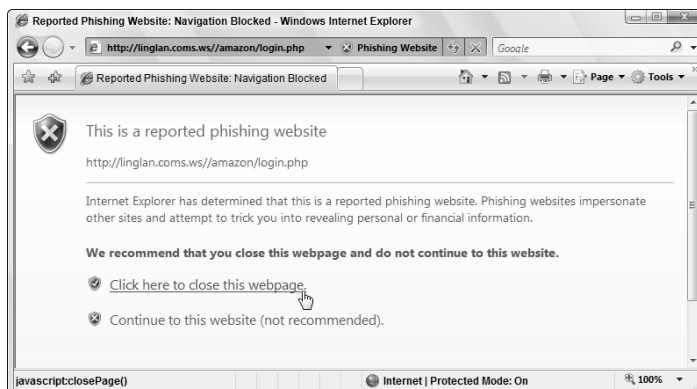 Reported Phishing Website: Navigation Blocked - Windows Internet Explorer
http://linglan.coms.ws//amazon/login.php Phishing Website Google
Reported Phishing Website: Navigation Blocked Page Tools »
This is a reported phishing website
http://linglan.coms.ws//amazon/login.php
Internet Explorer has determined that this is a reported phishing website. Phishing websites impersonate
other sites and attempt to trick you into revealing personal or financial information.
We recommend that you close this webpage and do not continue to this website.
Click here to close this webpage.
Continue to this website (not recommended).
javascript:closePage() Internet | Protected Mode: On 100%